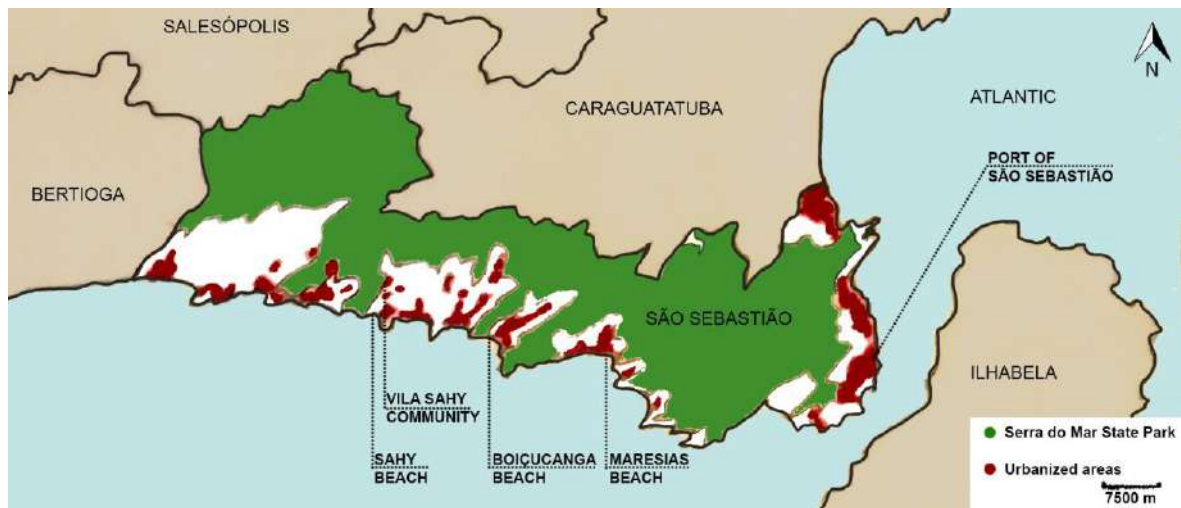 SALESÓPOLIS
CARAGUATATUBA
ATLANTIC
N
PORT OF
SÃO SEBASTIÃO
BERTIOGA
SÃO SEBASTIÃO
ILHABELA
VILA SAHY
COMMUNITY
SAHY
BEACH
BOIÇUCANGA
BEACH
MARESIAS
BEACH
Serra do Mar State Park
Urbanized areas
7500 m